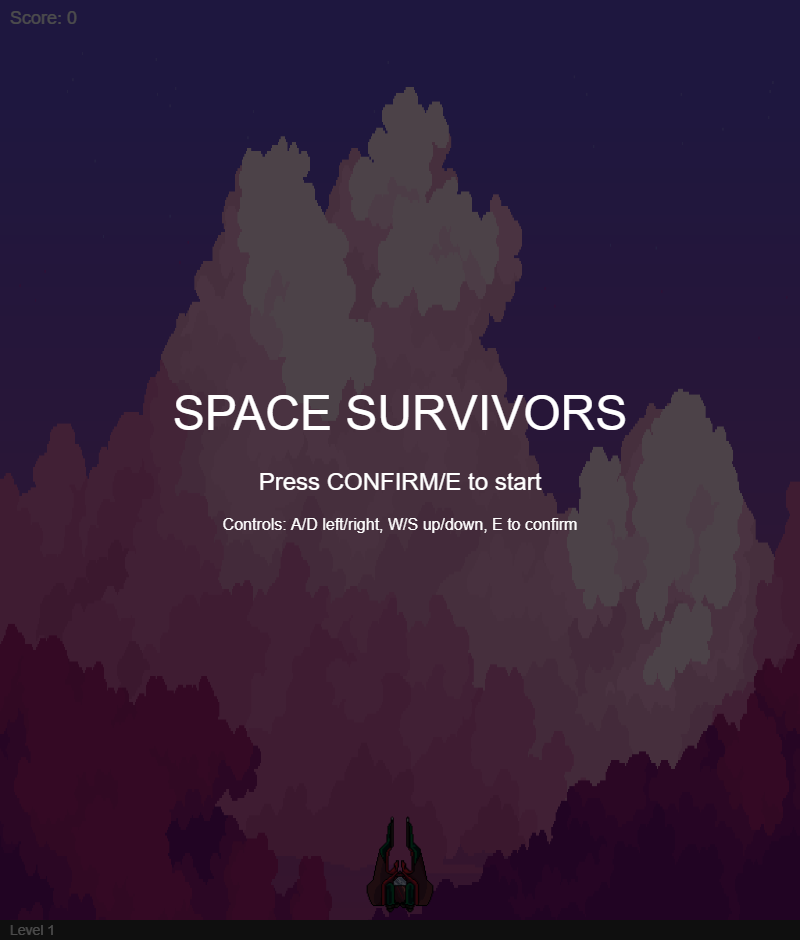 Score: 0
SPACE SURVIVORS
Press CONFIRM/E to start
Controls: A/D left/right, W/S up/down, E to confirm
Level 1